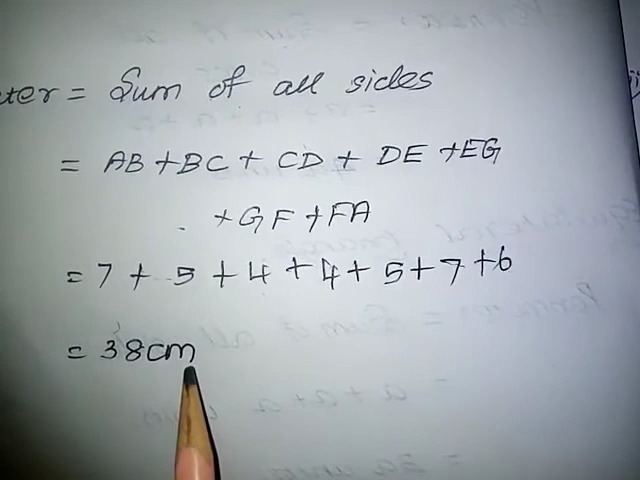 = Sum of all sides
= AB + BC + CD + DE + EG
+ GF + FA
= 7 + 5 + 4 + 4 + 5 + 7 + 6
= 38cm